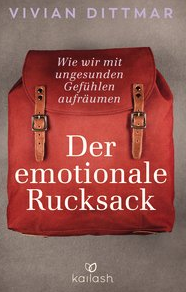 VIVIAN DITTMAR
Wie wir mit
ungesunden
Gefühlen
aufräumen
Der
emotionale
Rucksack
kailash